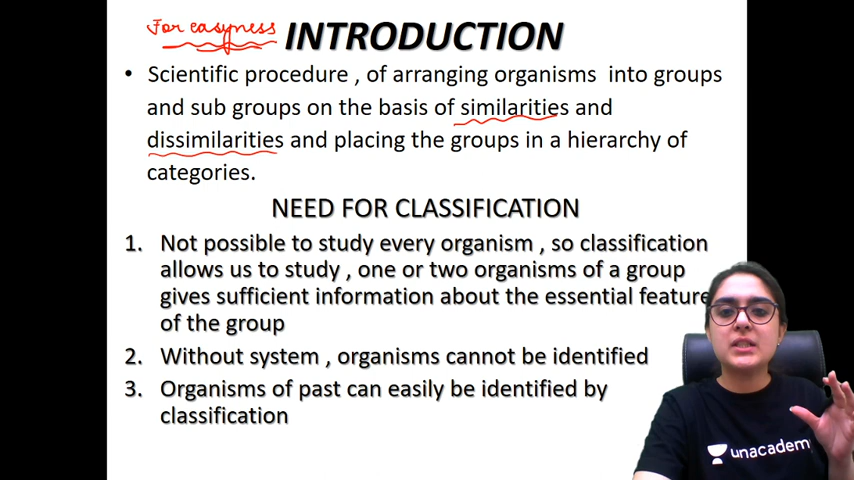 For easyness
INTRODUCTION
• Scientific procedure , of arranging organisms into groups
and sub groups on the basis of similarities and
dissimilarities and placing the groups in a hierarchy of
categories.
NEED FOR CLASSIFICATION
1. Not possible to study every organism , so classification
allows us to study , one or two organisms of a group
gives sufficient information about the essential feature
of the group
2. Without system , organisms cannot be identified
3. Organisms of past can easily be identified by
classification
unacadem